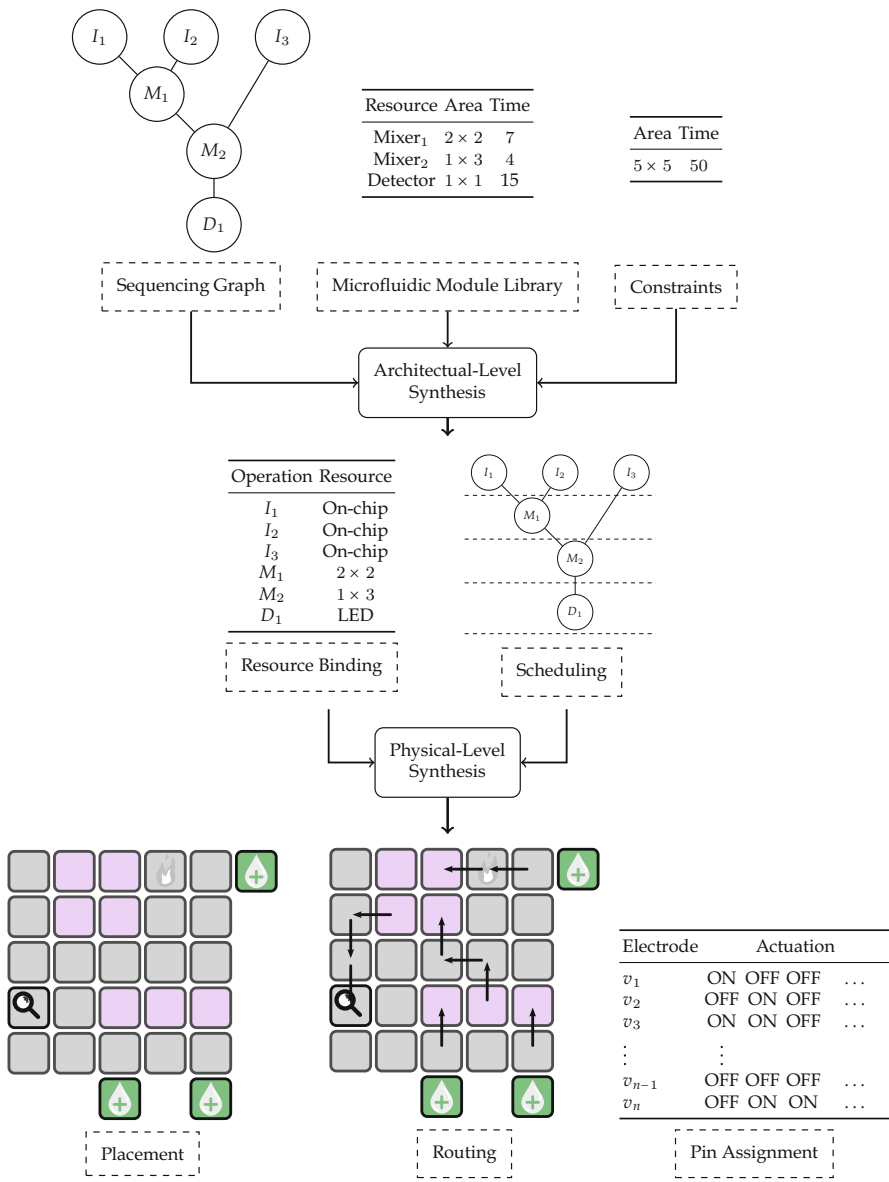 I1 I2 I3
M1
M2
D1
Resource Area Time
Mixer1 2 × 2 7
Mixer2 1 × 3 4
Detector 1 × 1 15
Area Time
5 × 5 50
Sequencing Graph
Microfluidic Module Library
Constraints
Architectual-Level
Synthesis
Operation Resource
I1 On-chip
I2 On-chip
I3 On-chip
M1 2 × 2
M2 1 × 3
D1 LED
I1 I2 I3
M1
M2
D1
Resource Binding
Scheduling
Physical-Level
Synthesis
Electrode Actuation
v1 ON OFF OFF ...
v2 OFF ON OFF ...
v3 ON ON OFF ...
⋮ ⋮
vn−1 OFF OFF OFF ...
vn OFF ON ON ...
Placement
Routing
Pin Assignment